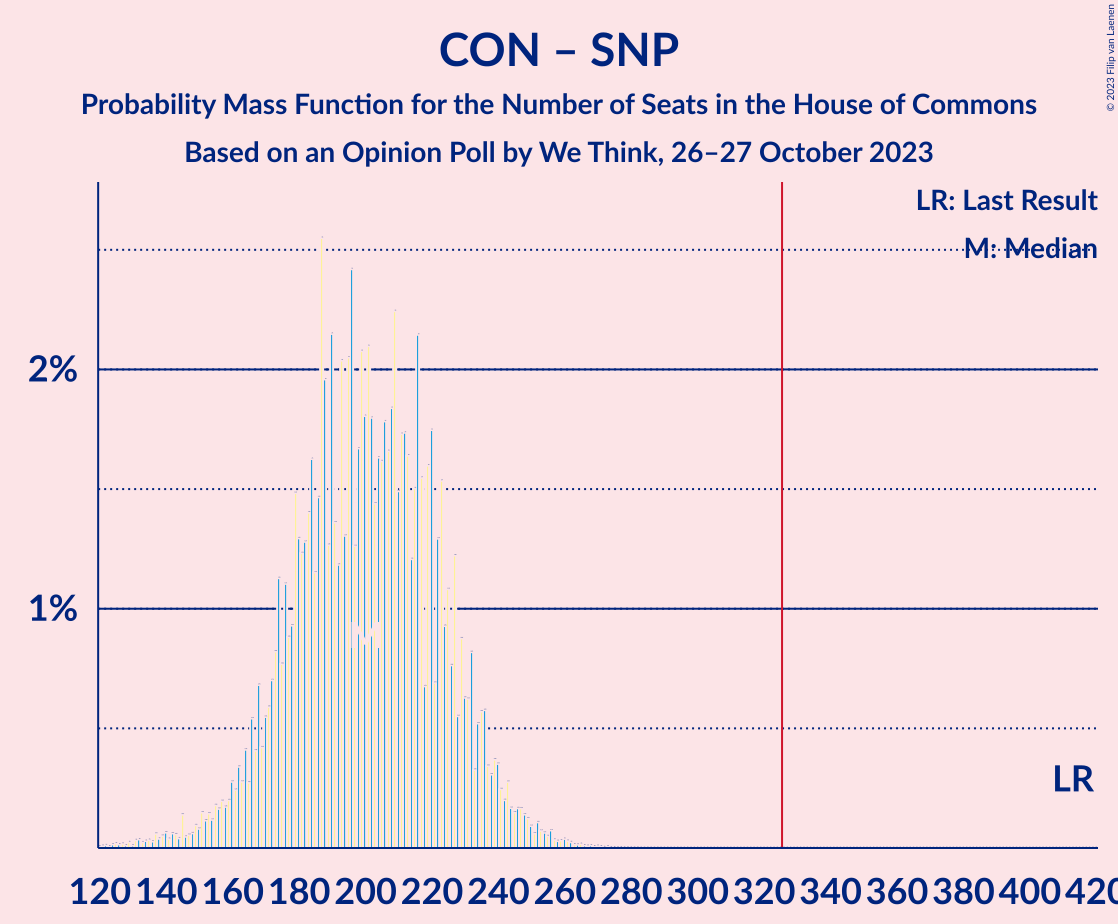 CON – SNP
Probability Mass Function for the Number of Seats in the House of Commons
Based on an Opinion Poll by We Think, 26–27 October 2023
© 2023 Filip van Laenen
LR: Last Result
M: Median
2%
1%
M
LR
120 140 160 180 200 220 240 260 280 300 320 340 360 380 400 420